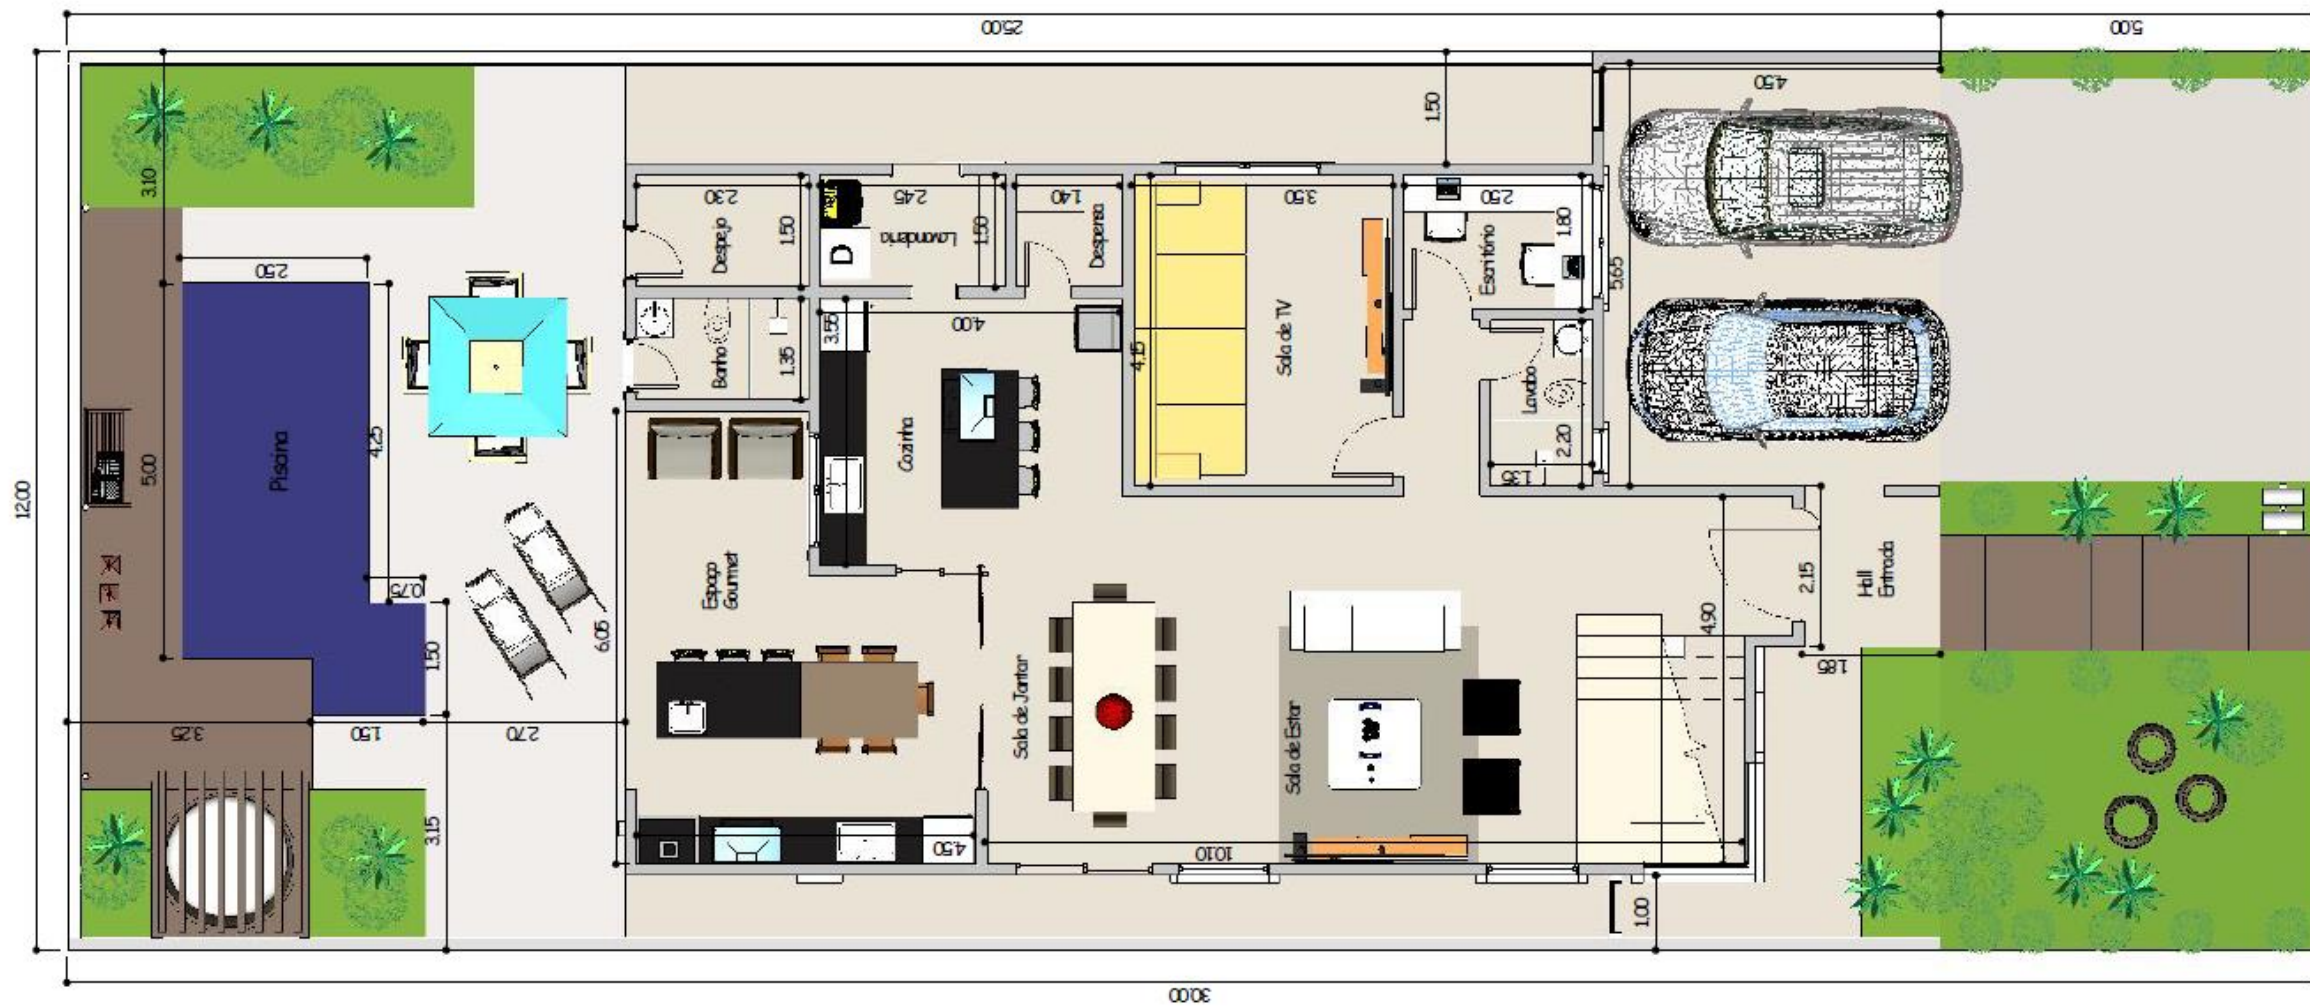 25.00
5.00
12.00
4.50
1.50
3.10
2.30
2.45
1.40
3.50
2.50
Despejo
1.50
Lavanderia
1.50
Despensa
Escritório
1.80
5.65
D
2.50
4.00
3.55
4.15
Sala de TV
Banho
1.35
Lavabo
2.20
1.35
Cozinha
Piscina
4.25
5.00
0.75
1.50
6.05
Espaço
Gourmet
4.90
2.15
Hall
Entrada
1.85
Sala de Jantar
Sala de Estar
3.25
1.50
2.70
3.15
4.50
10.10
1.00
30.00